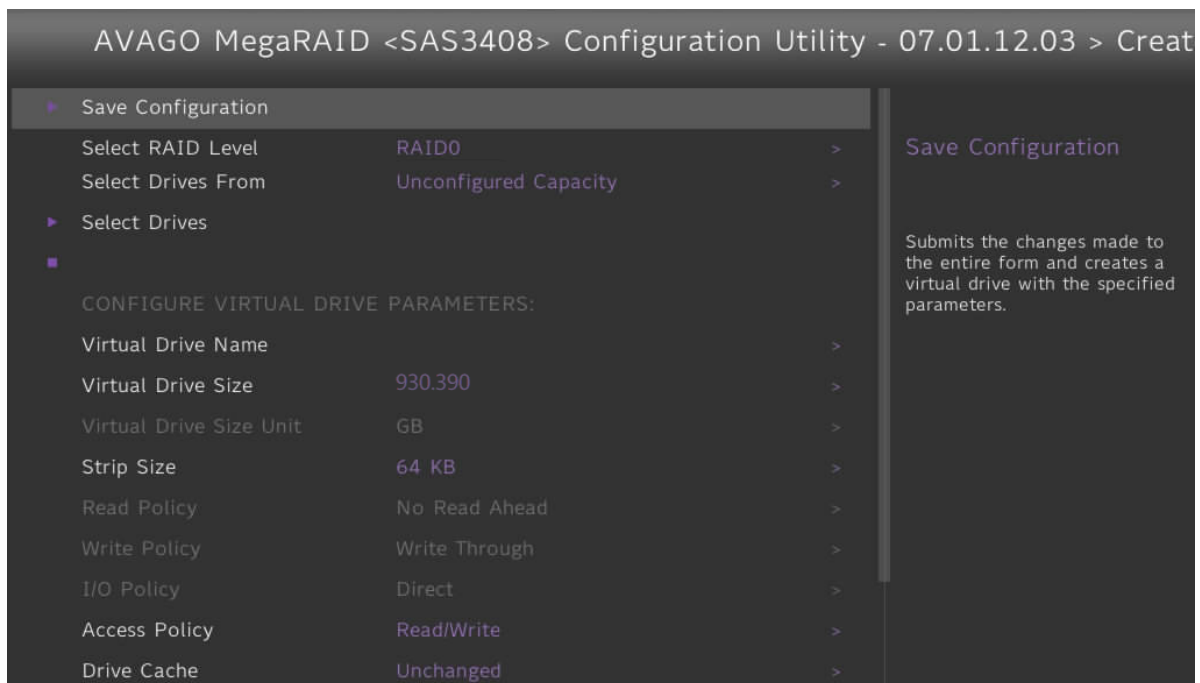 AVAGO MegaRAID <SAS3408> Configuration Utility - 07.01.12.03 > Creat
Save Configuration
Select RAID Level RAID0 >
Select Drives From Unconfigured Capacity >
Select Drives
CONFIGURE VIRTUAL DRIVE PARAMETERS:
Virtual Drive Name >
Virtual Drive Size 930.390 >
Virtual Drive Size Unit GB >
Strip Size 64 KB >
Read Policy No Read Ahead >
Write Policy Write Through >
I/O Policy Direct >
Access Policy Read/Write >
Drive Cache Unchanged >
Save Configuration
Submits the changes made to
the entire form and creates a
virtual drive with the specified
parameters.